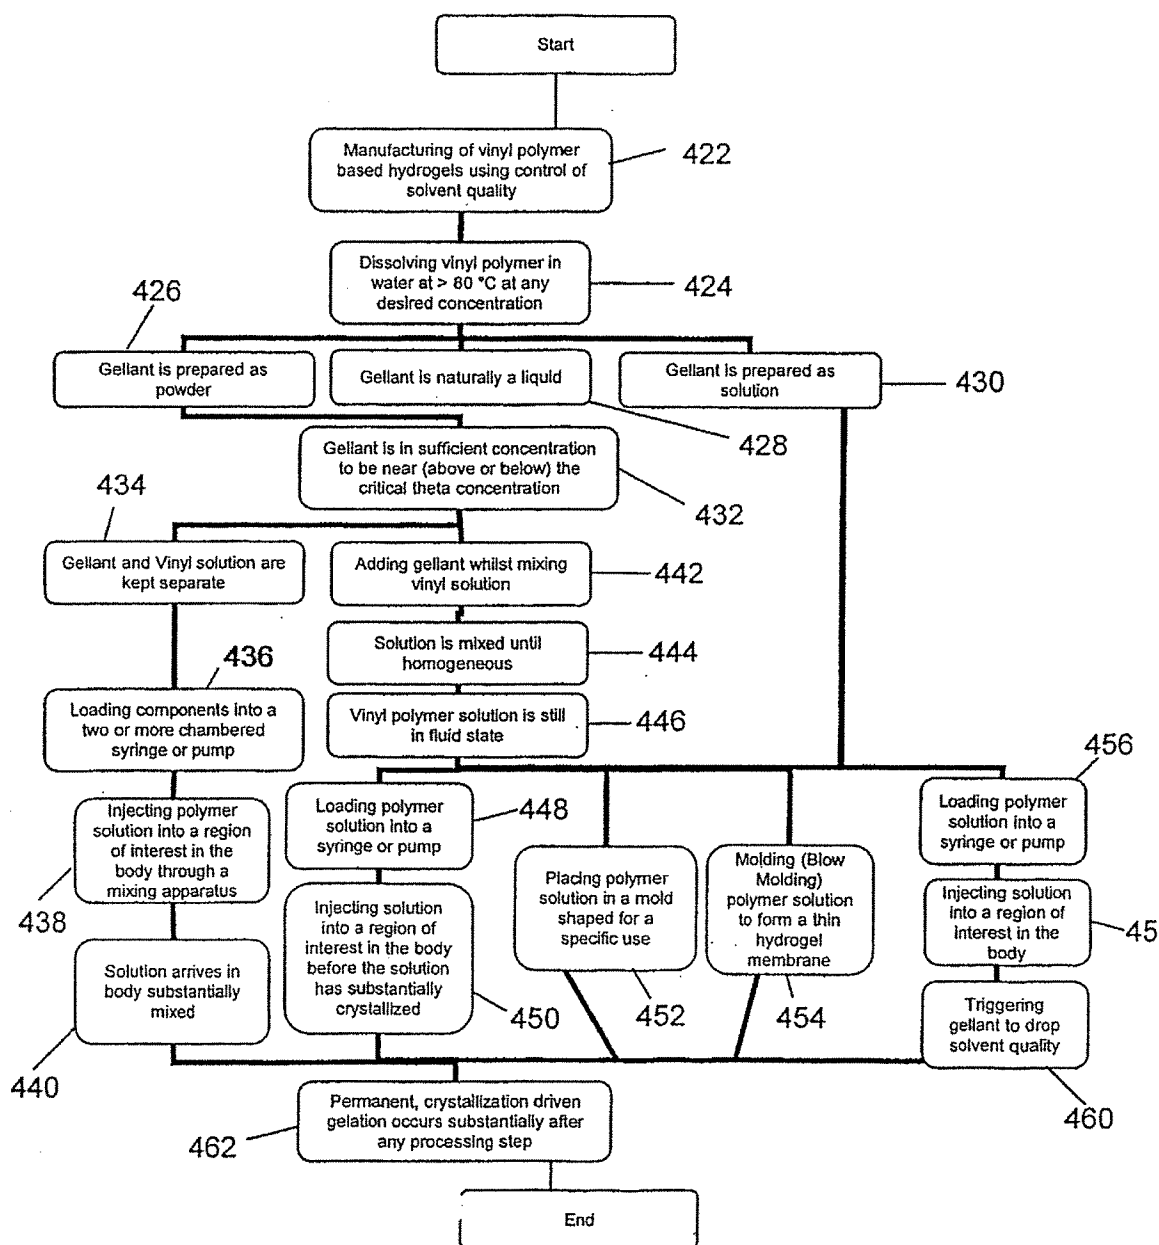 Start
Manufacturing of vinyl polymer
based hydrogels using control of
solvent quality
422
Dissolving vinyl polymer in
water at > 80 °C at any
desired concentration
424
426
Gellant is prepared as
powder
Gellant is naturally a liquid
428
Gellant is prepared as
solution
430
Gellant is in sufficient concentration
to be near (above or below) the
critical theta concentration
432
434
Gellant and Vinyl solution are
kept separate
Adding gellant whilst mixing
vinyl solution
442
Solution is mixed until
homogeneous
444
436
Loading components into a
two or more chambered
syringe or pump
Vinyl polymer solution is still
in fluid state
446
456
Injecting polymer
solution into a region
of interest in the
body through a
mixing apparatus
438
Loading polymer
solution into a
syringe or pump
448
Placing polymer
solution in a mold
shaped for a
specific use
452
Molding (Blow
Molding)
polymer solution
to form a thin
hydrogel
membrane
454
Loading polymer
solution into a
syringe or pump
Injecting solution
into a region of
interest in the
body
45
Solution arrives in
body substantially
mixed
440
Injecting solution
into a region of
interest in the body
before the solution
has substantially
crystallized
450
Triggering
gellant to drop
solvent quality
460
Permanent, crystallization driven
gelation occurs substantially after
any processing step
462
End